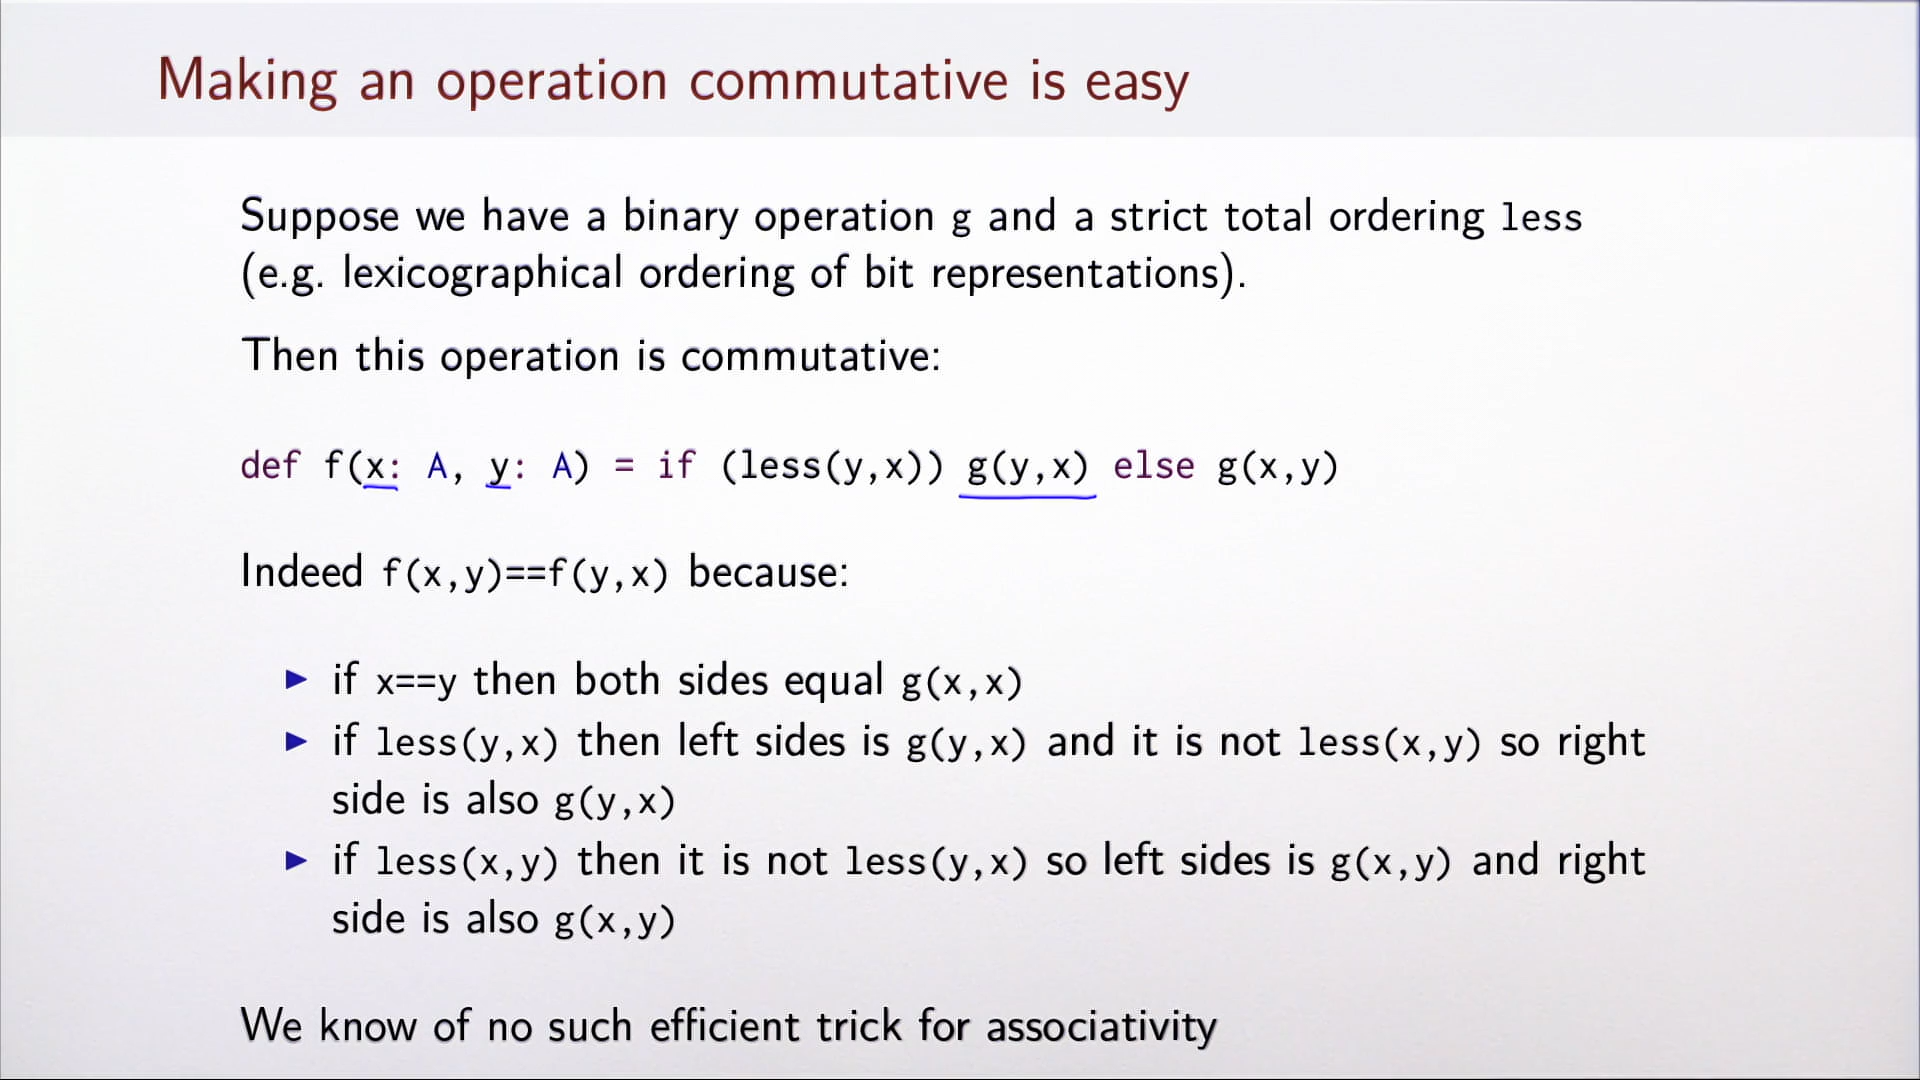 Making an operation commutative is easy
Suppose we have a binary operation g and a strict total ordering less
(e.g. lexicographical ordering of bit representations).
Then this operation is commutative:
def f(x: A, y: A) = if (less(y,x)) g(y,x) else g(x,y)
Indeed f(x,y)==f(y,x) because:
▶ if x==y then both sides equal g(x,x)
▶ if less(y,x) then left sides is g(y,x) and it is not less(x,y) so right
side is also g(y,x)
▶ if less(x,y) then it is not less(y,x) so left sides is g(x,y) and right
side is also g(x,y)
We know of no such efficient trick for associativity